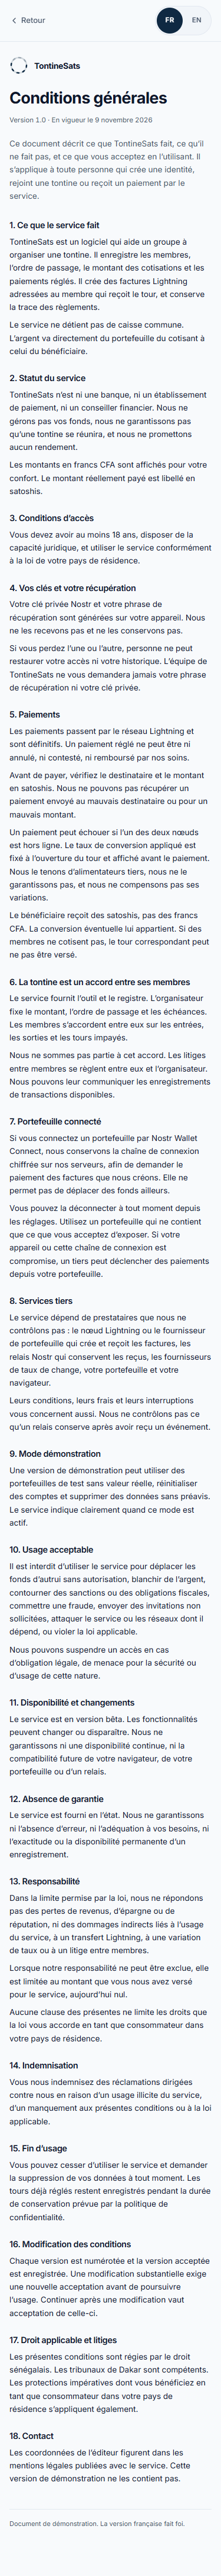 Retour
FR
EN
TontineSats
Conditions générales
Version 1.0 · En vigueur le 9 novembre 2026
Ce document décrit ce que TontineSats fait, ce qu’il
ne fait pas, et ce que vous acceptez en l’utilisant. Il
s’applique à toute personne qui crée une identité,
rejoint une tontine ou reçoit un paiement par le
service.
1. Ce que le service fait
TontineSats est un logiciel qui aide un groupe à
organiser une tontine. Il enregistre les membres,
l’ordre de passage, le montant des cotisations et les
paiements réglés. Il crée des factures Lightning
adressées au membre qui reçoit le tour, et conserve
la trace des règlements.
Le service ne détient pas de caisse commune.
L’argent va directement du portefeuille du cotisant à
celui du bénéficiaire.
2. Statut du service
TontineSats n’est ni une banque, ni un établissement
de paiement, ni un conseiller financier. Nous ne
gérons pas vos fonds, nous ne garantissons pas
qu’une tontine se réunira, et nous ne promettons
aucun rendement.
Les montants en francs CFA sont affichés pour votre
confort. Le montant réellement payé est libellé en
satoshis.
3. Conditions d’accès
Vous devez avoir au moins 18 ans, disposer de la
capacité juridique, et utiliser le service conformément
à la loi de votre pays de résidence.
4. Vos clés et votre récupération
Votre clé privée Nostr et votre phrase de
récupération sont générées sur votre appareil. Nous
ne les recevons pas et ne les conservons pas.
Si vous perdez l’une ou l’autre, personne ne peut
restaurer votre accès ni votre historique. L’équipe de
TontineSats ne vous demandera jamais votre phrase
de récupération ni votre clé privée.
5. Paiements
Les paiements passent par le réseau Lightning et
sont définitifs. Un paiement réglé ne peut être ni
annulé, ni contesté, ni remboursé par nos soins.
Avant de payer, vérifiez le destinataire et le montant
en satoshis. Nous ne pouvons pas récupérer un
paiement envoyé au mauvais destinataire ou pour un
mauvais montant.
Un paiement peut échouer si l’un des deux nœuds
est hors ligne. Le taux de conversion appliqué est
fixé à l’ouverture du tour et affiché avant le paiement.
Nous le tenons d’alimentateurs tiers, nous ne le
garantissons pas, et nous ne compensons pas ses
variations.
Le bénéficiaire reçoit des satoshis, pas des francs
CFA. La conversion éventuelle lui appartient. Si des
membres ne cotisent pas, le tour correspondant peut
ne pas être versé.
6. La tontine est un accord entre ses membres
Le service fournit l’outil et le registre. L’organisateur
fixe le montant, l’ordre de passage et les échéances.
Les membres s’accordent entre eux sur les entrées,
les sorties et les tours impayés.
Nous ne sommes pas partie à cet accord. Les litiges
entre membres se règlent entre eux et l’organisateur.
Nous pouvons leur communiquer les enregistrements
de transactions disponibles.
7. Portefeuille connecté
Si vous connectez un portefeuille par Nostr Wallet
Connect, nous conservons la chaîne de connexion
chiffrée sur nos serveurs, afin de demander le
paiement des factures que nous créons. Elle ne
permet pas de déplacer des fonds ailleurs.
Vous pouvez la déconnecter à tout moment depuis
les réglages. Utilisez un portefeuille qui ne contient
que ce que vous acceptez d’exposer. Si votre
appareil ou cette chaîne de connexion est
compromise, un tiers peut déclencher des paiements
depuis votre portefeuille.
8. Services tiers
Le service dépend de prestataires que nous ne
contrôlons pas : le nœud Lightning ou le fournisseur
de portefeuille qui crée et reçoit les factures, les
relais Nostr qui conservent les reçus, les fournisseurs
de taux de change, votre portefeuille et votre
navigateur.
Leurs conditions, leurs frais et leurs interruptions
vous concernent aussi. Nous ne contrôlons pas ce
qu’un relais conserve après avoir reçu un événement.
9. Mode démonstration
Une version de démonstration peut utiliser des
portefeuilles de test sans valeur réelle, réinitialiser
des comptes et supprimer des données sans préavis.
Le service indique clairement quand ce mode est
actif.
10. Usage acceptable
Il est interdit d’utiliser le service pour déplacer les
fonds d’autrui sans autorisation, blanchir de l’argent,
contourner des sanctions ou des obligations fiscales,
commettre une fraude, envoyer des invitations non
sollicitées, attaquer le service ou les réseaux dont il
dépend, ou violer la loi applicable.
Nous pouvons suspendre un accès en cas
d’obligation légale, de menace pour la sécurité ou
d’usage de cette nature.
11. Disponibilité et changements
Le service est en version bêta. Les fonctionnalités
peuvent changer ou disparaître. Nous ne
garantissons ni une disponibilité continue, ni la
compatibilité future de votre navigateur, de votre
portefeuille ou d’un relais.
12. Absence de garantie
Le service est fourni en l’état. Nous ne garantissons
ni l’absence d’erreur, ni l’adéquation à vos besoins, ni
l’exactitude ou la disponibilité permanente d’un
enregistrement.
13. Responsabilité
Dans la limite permise par la loi, nous ne répondons
pas des pertes de revenus, d’épargne ou de
réputation, ni des dommages indirects liés à l’usage
du service, à un transfert Lightning, à une variation
de taux ou à un litige entre membres.
Lorsque notre responsabilité ne peut être exclue, elle
est limitée au montant que vous nous avez versé
pour le service, aujourd’hui nul.
Aucune clause des présentes ne limite les droits que
la loi vous accorde en tant que consommateur dans
votre pays de résidence.
14. Indemnisation
Vous nous indemnisez des réclamations dirigées
contre nous en raison d’un usage illicite du service,
d’un manquement aux présentes conditions ou à la loi
applicable.
15. Fin d’usage
Vous pouvez cesser d’utiliser le service et demander
la suppression de vos données à tout moment. Les
tours déjà réglés restent enregistrés pendant la durée
de conservation prévue par la politique de
confidentialité.
16. Modification des conditions
Chaque version est numérotée et la version acceptée
est enregistrée. Une modification substantielle exige
une nouvelle acceptation avant de poursuivre
l’usage. Continuer après une modification vaut
acceptation de celle-ci.
17. Droit applicable et litiges
Les présentes conditions sont régies par le droit
sénégalais. Les tribunaux de Dakar sont compétents.
Les protections impératives dont vous bénéficiez en
tant que consommateur dans votre pays de
résidence s’appliquent également.
18. Contact
Les coordonnées de l’éditeur figurent dans les
mentions légales publiées avec le service. Cette
version de démonstration ne les contient pas.
Document de démonstration. La version française fait foi.